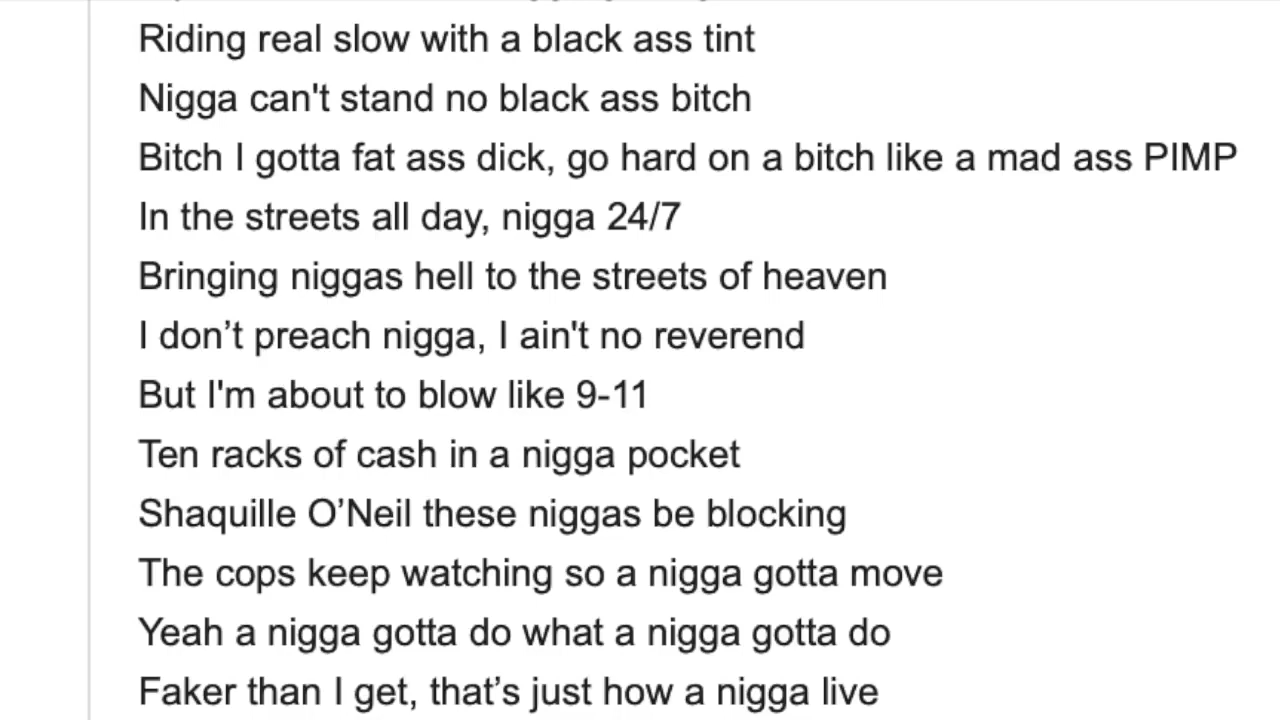 Riding real slow with a black ass tint
Nigga can't stand no black ass bitch
Bitch I gotta fat ass dick, go hard on a bitch like a mad ass PIMP
In the streets all day, nigga 24/7
Bringing niggas hell to the streets of heaven
I don’t preach nigga, I ain't no reverend
But I'm about to blow like 9-11
Ten racks of cash in a nigga pocket
Shaquille O’Neil these niggas be blocking
The cops keep watching so a nigga gotta move
Yeah a nigga gotta do what a nigga gotta do
Faker than I get, that’s just how a nigga live